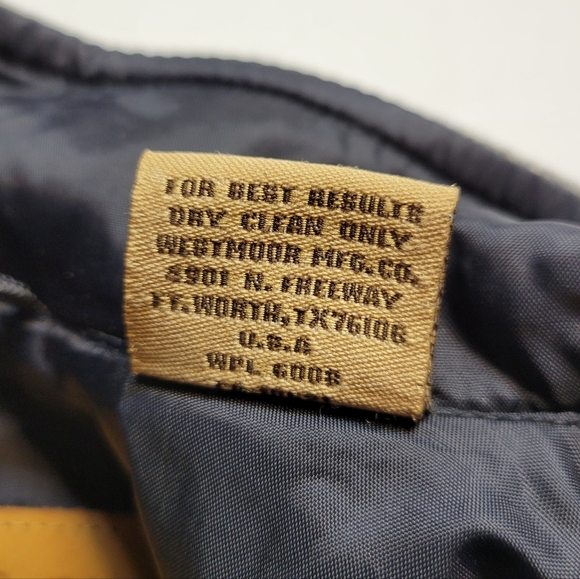 FOR BEST RESULTS
DRY CLEAN ONLY
WESTMOOR MFG.CO.
4901 N. FREEWAY
FT.WORTH,TX76106
U.S.A
WPL 6008